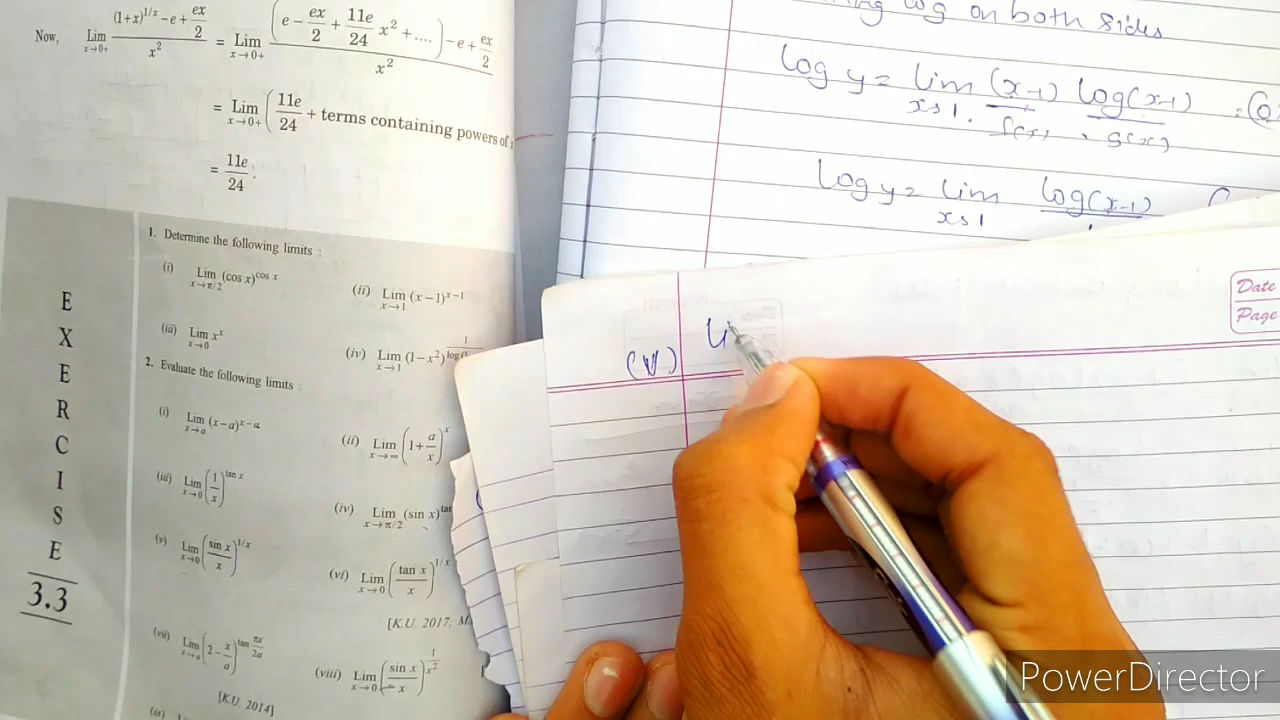 Now, Lim x→0+ (1+x)^{1/x} − e + ex/2 / x² = Lim x→0+ (e − ex/2 + 11e/24 x² + ....) − e + ex/2 / x²
= Lim x→0+ (11e/24 + terms containing powers of
= 11e/24 .
EXERCISE
3.3
1. Determine the following limits :
(i) Lim x→π/2 (cos x)^{cos x} (ii) Lim x→1 (x−1)^{x−1}
(iii) Lim x→0 x^x (iv) Lim x→1 (1−x²)^{1/log
2. Evaluate the following limits :
(i) Lim x→a (x−a)^{x−a} (ii) Lim x→∞ (1+a/x)^x
(iii) Lim x→0 (1/x)^{tan x} (iv) Lim x→π/2 (sin x)^{tan
(v) Lim x→0 (sin x/x)^{1/x} (vi) Lim x→0 (tan x/x)^{1/x}
[K.U. 2017, M.
(vii) Lim x→a (2−x/a)^{tan πx/2a} (viii) Lim x→0 (sin x/x)^{1/x²}
[K.U. 2014]
(ix)
log on both sides
log y = lim x→1 (x−1) log(x−1)
f(x) , g(x)
log y = lim x→1 log(x−1)
Date
Page
(V) Li
PowerDirector